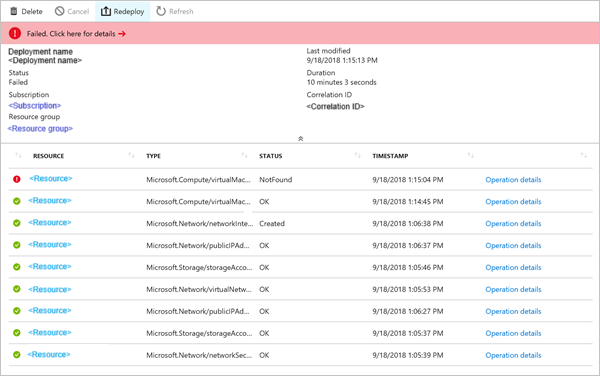 Delete Cancel Redeploy Refresh
Failed. Click here for details →
Deployment name
<Deployment name>
Last modified
9/18/2018 1:15:13 PM
Status
Failed
Duration
10 minutes 3 seconds
Subscription
<Subscription>
Correlation ID
<Correlation ID>
Resource group
<Resource group>
RESOURCE TYPE STATUS TIMESTAMP
<Resource> Microsoft.Compute/virtualMac... NotFound 9/18/2018 1:15:04 PM Operation details
<Resource> Microsoft.Compute/virtualMac... OK 9/18/2018 1:14:45 PM Operation details
<Resource> Microsoft.Network/networkInte... Created 9/18/2018 1:06:38 PM Operation details
<Resource> Microsoft.Network/publicIPAd... OK 9/18/2018 1:06:37 PM Operation details
<Resource> Microsoft.Storage/storageAcco... OK 9/18/2018 1:05:46 PM Operation details
<Resource> Microsoft.Network/virtualNetw... OK 9/18/2018 1:05:53 PM Operation details
<Resource> Microsoft.Network/publicIPAd... OK 9/18/2018 1:06:27 PM Operation details
<Resource> Microsoft.Storage/storageAcco... OK 9/18/2018 1:05:37 PM Operation details
<Resource> Microsoft.Network/networkSec... OK 9/18/2018 1:05:39 PM Operation details